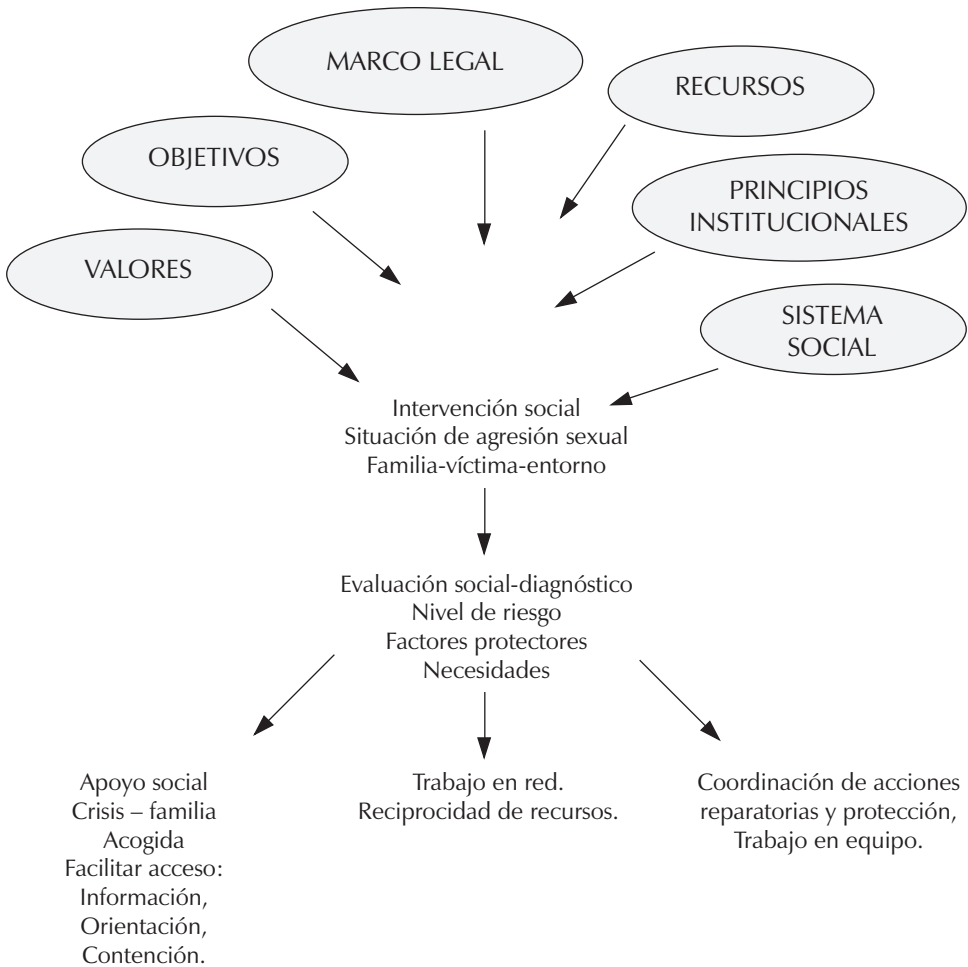 MARCO LEGAL
RECURSOS
OBJETIVOS
PRINCIPIOS
INSTITUCIONALES
VALORES
SISTEMA
SOCIAL
Intervención social
Situación de agresión sexual
Familia-víctima-entorno
Evaluación social-diagnóstico
Nivel de riesgo
Factores protectores
Necesidades
Apoyo social
Crisis – familia
Acogida
Facilitar acceso:
Información,
Orientación,
Contención.
Trabajo en red.
Reciprocidad de recursos.
Coordinación de acciones
reparatorias y protección,
Trabajo en equipo.